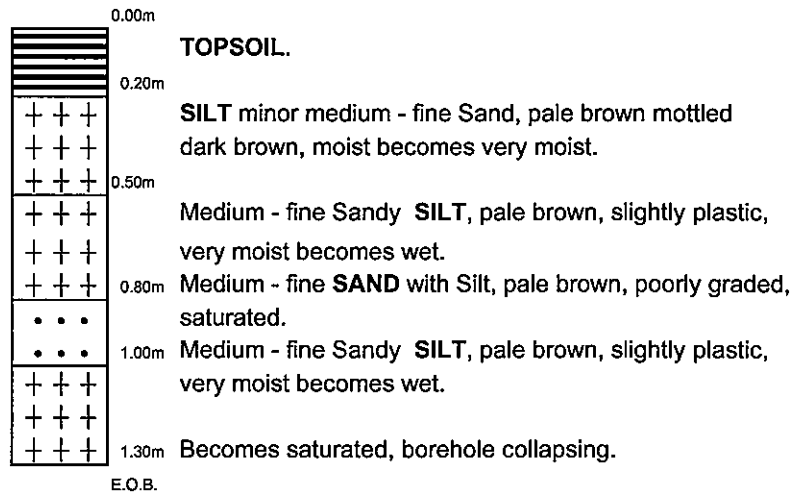 0.00m
TOPSOIL.
0.20m
SILT minor medium - fine Sand, pale brown mottled
dark brown, moist becomes very moist.
0.50m
Medium - fine Sandy SILT, pale brown, slightly plastic,
very moist becomes wet.
0.80m Medium - fine SAND with Silt, pale brown, poorly graded,
saturated.
1.00m Medium - fine Sandy SILT, pale brown, slightly plastic,
very moist becomes wet.
1.30m Becomes saturated, borehole collapsing.
E.O.B.